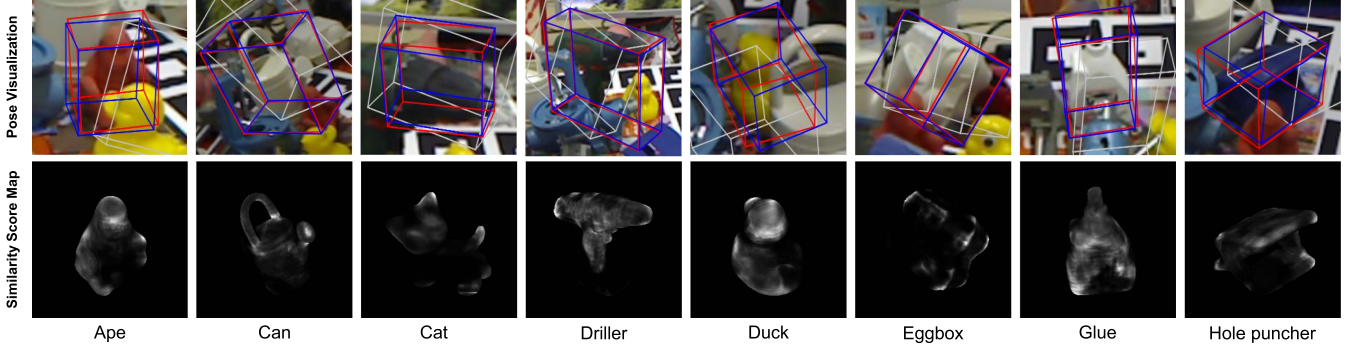 Pose Visualization
Similarity Score Map
Ape Can Cat Driller Duck Eggbox Glue Hole puncher